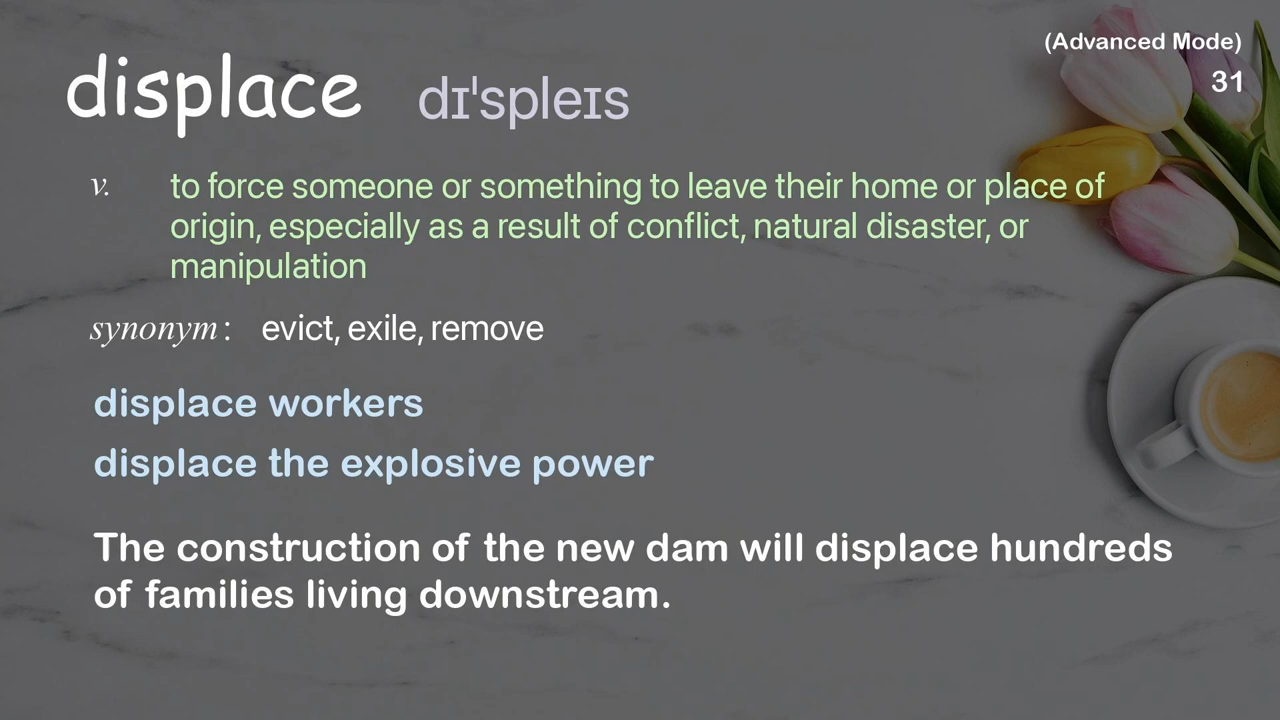 (Advanced Mode)
31
displace dɪˈspleɪs
v. to force someone or something to leave their home or place of
origin, especially as a result of conflict, natural disaster, or
manipulation
synonym: evict, exile, remove
displace workers
displace the explosive power
The construction of the new dam will displace hundreds
of families living downstream.